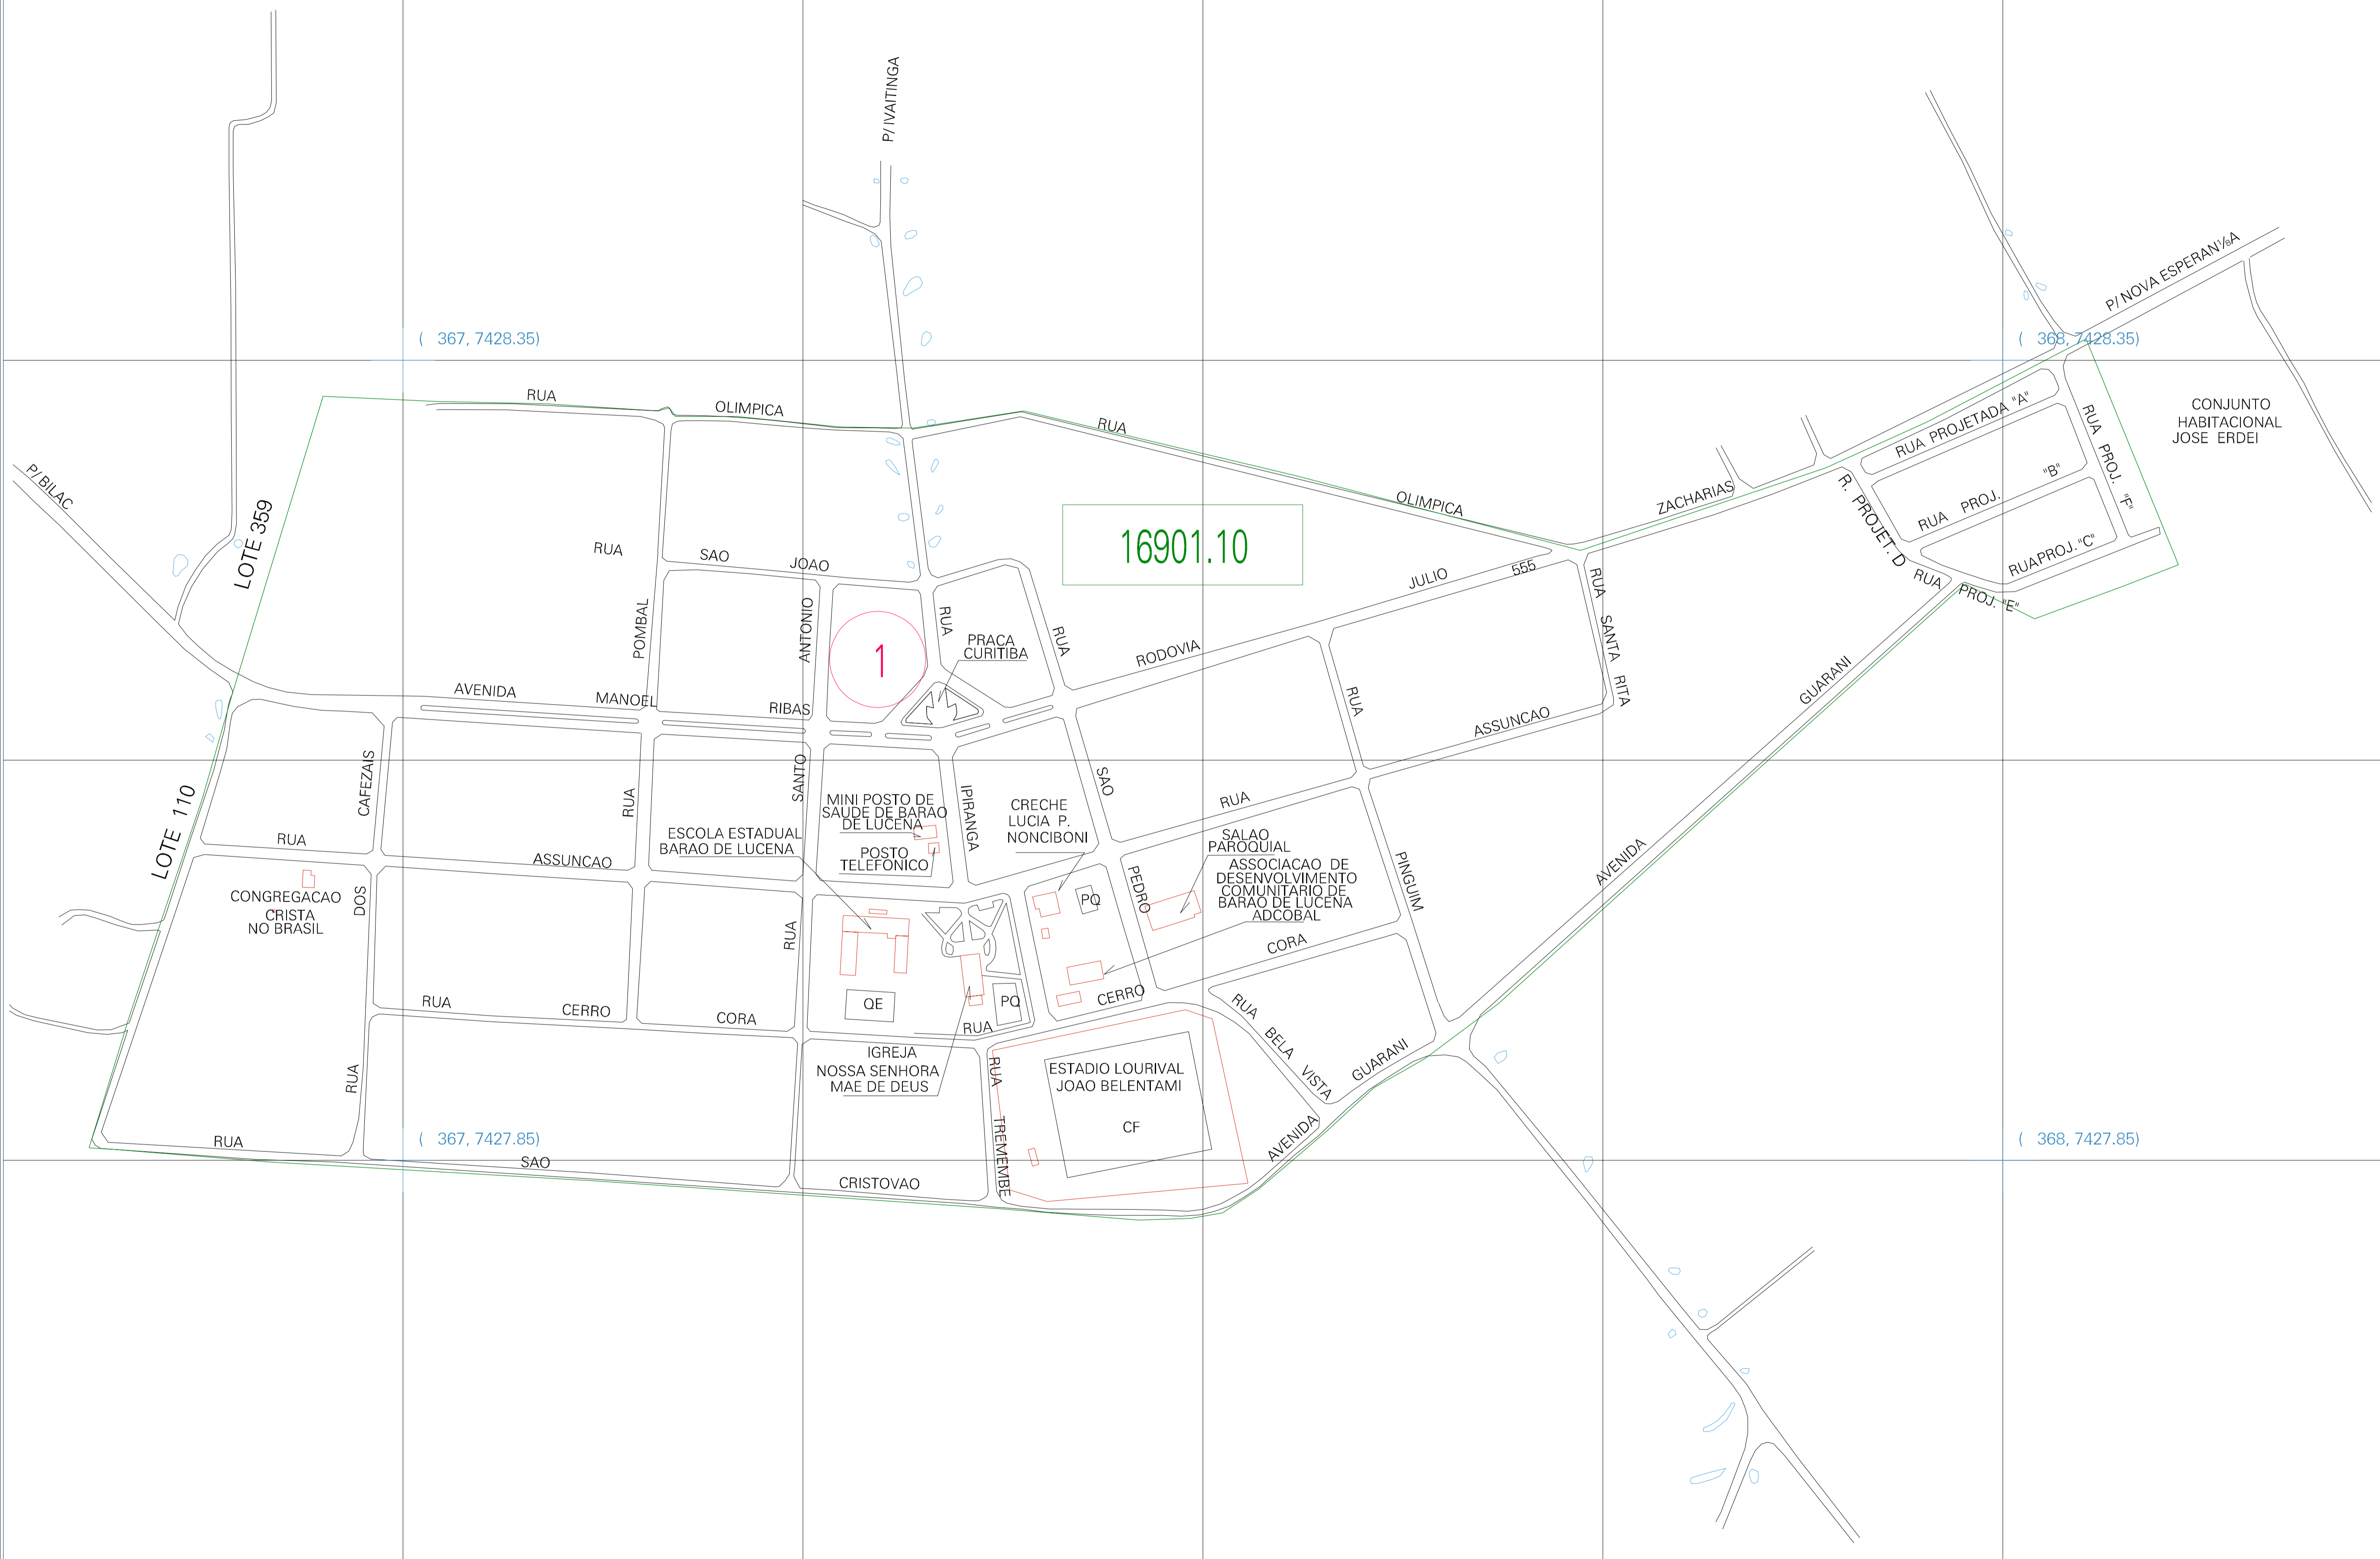 P/ IVAITINGA
P/ NOVA ESPERAN⅛A
( 367, 7428.35)
( 368, 7428.35)
RUA
OLIMPICA
RUA
OLIMPICA
ZACHARIAS
RUA PROJETADA "A"
RUA PROJ. "F"
CONJUNTO
HABITACIONAL
JOSE ERDEI
P/ BILAC
LOTE 359
16901.10
R. PROJET. D
RUA PROJ. "B"
RUA PROJ. "C"
RUA PROJ. "E"
RUA
SAO JOAO
POMBAL
ANTONIO
1
RUA
PRACA
CURITIBA
RUA
RODOVIA
JULIO
555
RUA SANTA RITA
AVENIDA
MANOEL
RIBAS
RUA
ASSUNCAO
GUARANI
CAFEZAIS
LOTE 110
RUA
SANTO
MINI POSTO DE
SAUDE DE BARAO
DE LUCENA
IPIRANGA
CRECHE
LUCIA P.
NONCIBONI
SAO
RUA
RUA
ASSUNCAO
ESCOLA ESTADUAL
BARAO DE LUCENA
POSTO
TELEFONICO
SALAO
PAROQUIAL
ASSOCIACAO DE
DESENVOLVIMENTO
COMUNITARIO DE
BARAO DE LUCENA
ADCOBAL
PINGUIM
AVENIDA
CONGREGACAO
CRISTA
NO BRASIL
DOS
RUA
PEDRO
PQ
CORA
RUA
CERRO
CORA
QE
PQ
CERRO
RUA
RUA
BELA
VISTA
GUARANI
RUA
IGREJA
NOSSA SENHORA
MAE DE DEUS
RUA
TREMEMBE
ESTADIO LOURIVAL
JOAO BELENTAMI
CF
AVENIDA
RUA
SAO
CRISTOVAO
( 367, 7427.85)
( 368, 7427.85)